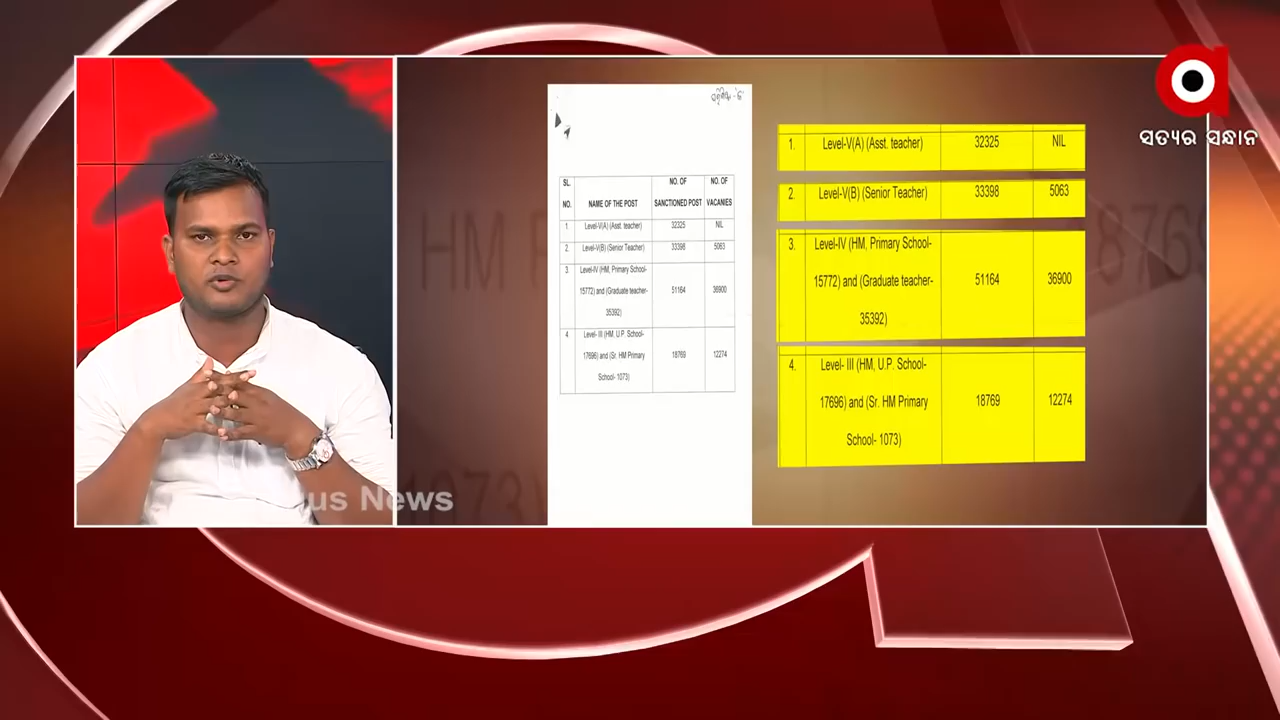 ସତ୍ୟର ସନ୍ଧାନ
SL.
NO.
NAME OF THE POST
NO. OF
SANCTIONED POST
NO. OF
VACANIES
1. Level-V(A) (Asst. teacher) 32325 NIL
2. Level-V(B) (Senior Teacher) 33398 5063
3. Level-IV (HM, Primary School-
15772) and (Graduate teacher- 51164 36900
35392)
4. Level- III (HM, U.P. School-
17696) and (Sr. HM Primary 18769 12274
School- 1073)
1. Level-V(A) (Asst. teacher) 32325 NIL
2. Level-V(B) (Senior Teacher) 33398 5063
3. Level-IV (HM, Primary School-
15772) and (Graduate teacher- 51164 36900
35392)
4. Level- III (HM, U.P. School-
17696) and (Sr. HM Primary 18769 12274
School- 1073)
us News